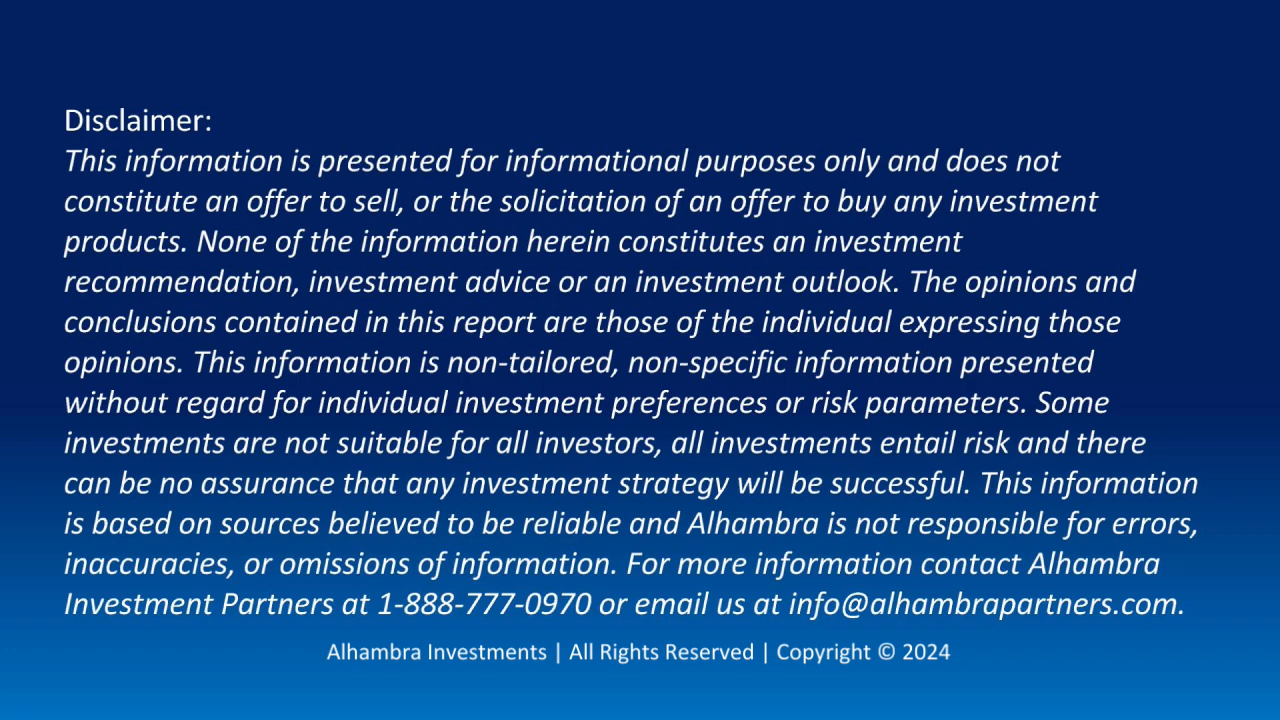 Disclaimer:
This information is presented for informational purposes only and does not
constitute an offer to sell, or the solicitation of an offer to buy any investment
products. None of the information herein constitutes an investment
recommendation, investment advice or an investment outlook. The opinions and
conclusions contained in this report are those of the individual expressing those
opinions. This information is non-tailored, non-specific information presented
without regard for individual investment preferences or risk parameters. Some
investments are not suitable for all investors, all investments entail risk and there
can be no assurance that any investment strategy will be successful. This information
is based on sources believed to be reliable and Alhambra is not responsible for errors,
inaccuracies, or omissions of information. For more information contact Alhambra
Investment Partners at 1-888-777-0970 or email us at info@alhambrapartners.com.
Alhambra Investments | All Rights Reserved | Copyright © 2024